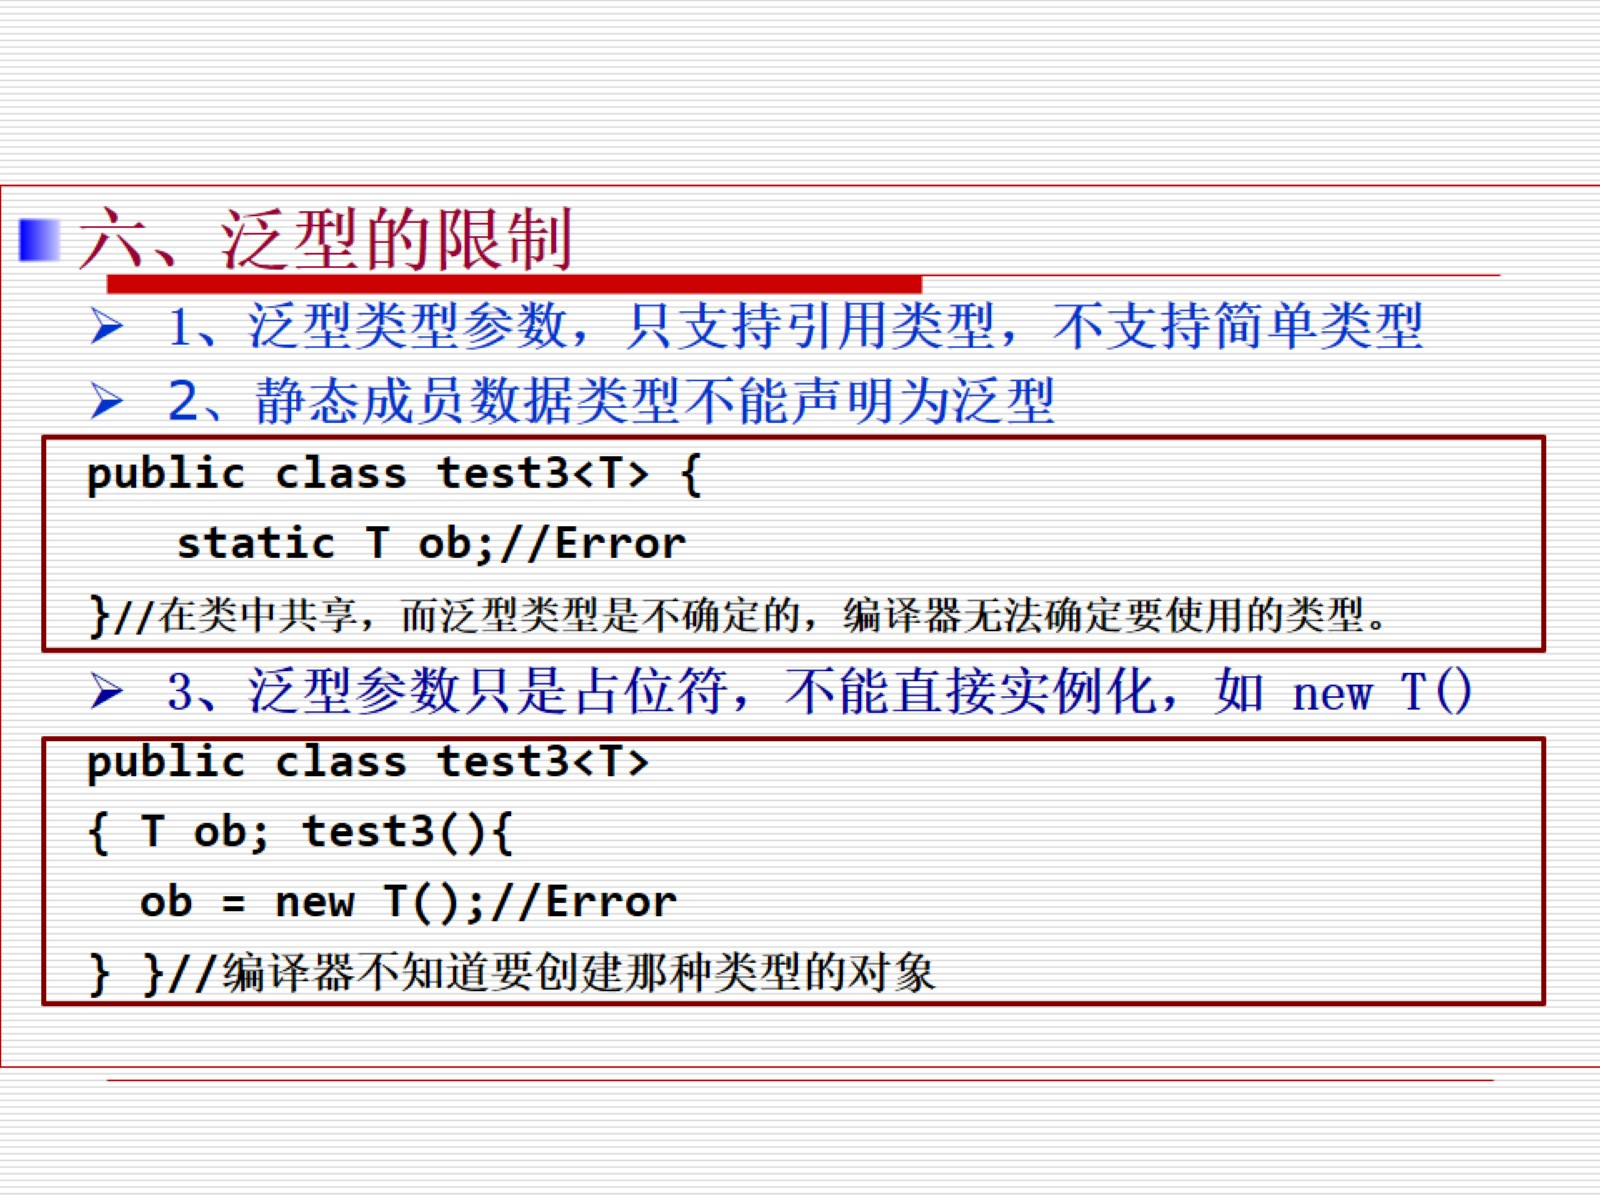 六、泛型的限制
1、泛型类型参数，只支持引用类型，不支持简单类型
2、静态成员数据类型不能声明为泛型
public class test3<T> {
static T ob;//Error
}//在类中共享，而泛型类型是不确定的，编译器无法确定要使用的类型。
3、泛型参数只是占位符，不能直接实例化，如 new T()
public class test3<T>
{ T ob; test3(){
ob = new T();//Error
} }//编译器不知道要创建那种类型的对象